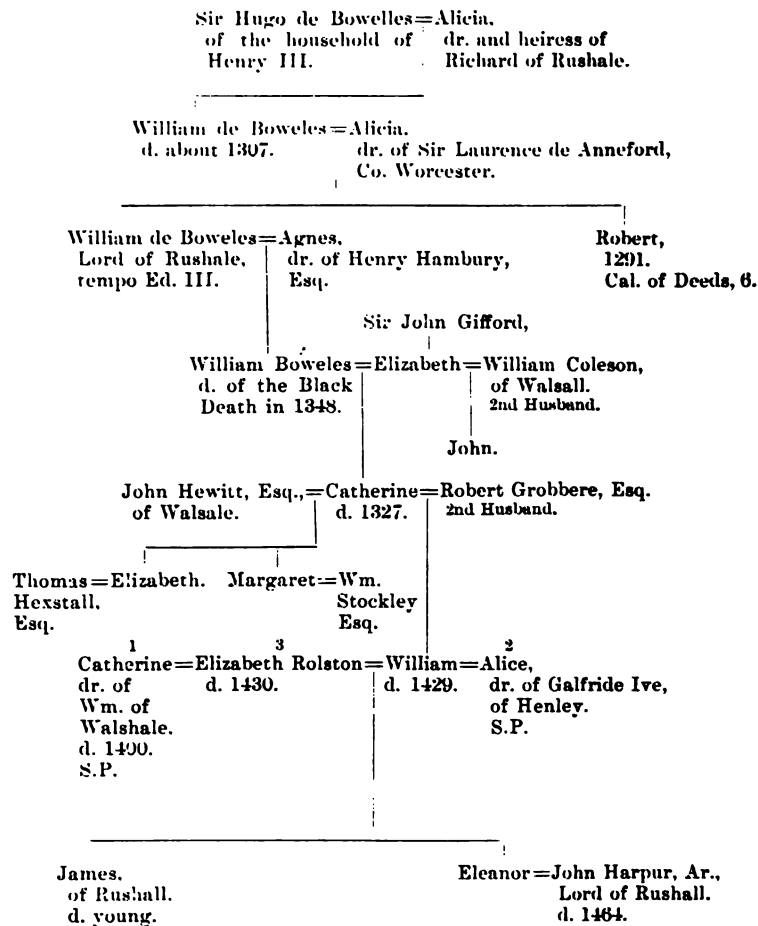 Sir Hugo de Bowelles=Alicia,
of the household of dr. and heiress of
Henry III. Richard of Rushale.
William de Boweles=Alicia.
d. about 1307. dr. of Sir Laurence de Anneford,
Co. Worcester.
William de Boweles=Agnes, Robert,
Lord of Rushale, dr. of Henry Hambury, 1291.
tempo Ed. III. Esq. Cal. of Deeds, 6.
Sir John Gifford,
William Boweles=Elizabeth=William Coleson,
d. of the Black of Walsall.
Death in 1348. 2nd Husband.
John.
John Hewitt, Esq.,=Catherine=Robert Grobbere, Esq.
of Walsale. d. 1327. 2nd Husband.
Thomas=Elizabeth. Margaret=Wm.
Hexstall, Stockley
Esq. Esq.
1 3 2
Catherine=Elizabeth Rolston=William=Alice,
dr. of d. 1430. d. 1429. dr. of Galfride Ive,
Wm. of of Henley.
Walshale. S.P.
d. 1400.
S.P.
James, Eleanor=John Harpur, Ar.,
of Rushall. Lord of Rushall.
d. young. d. 1464.